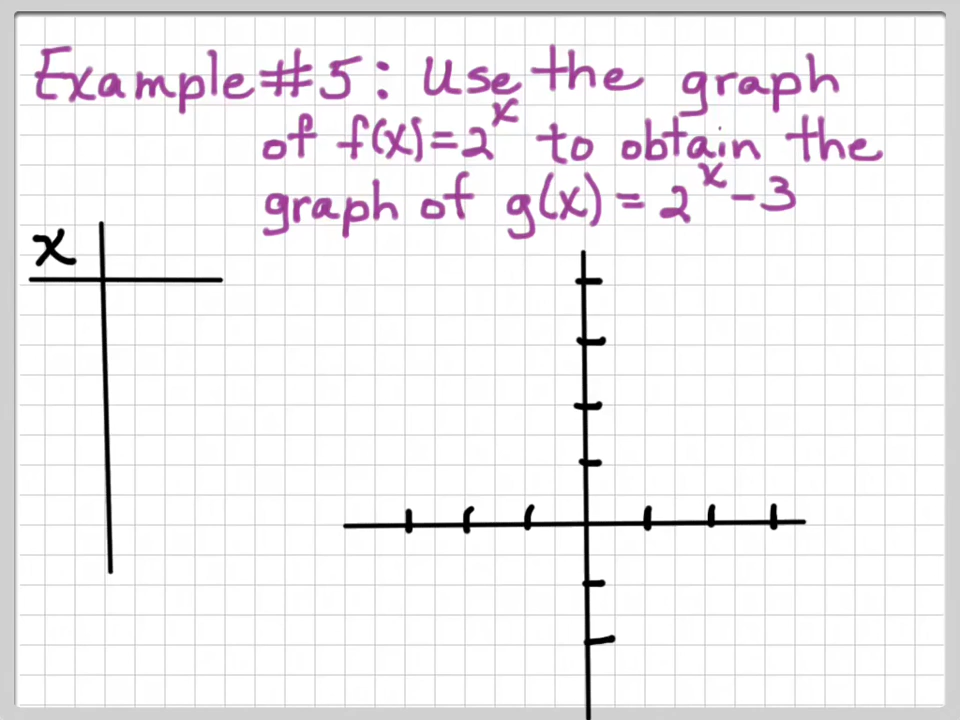 Example #5: Use the graph
of f(x)=2^x to obtain the
graph of g(x) = 2^x - 3
x